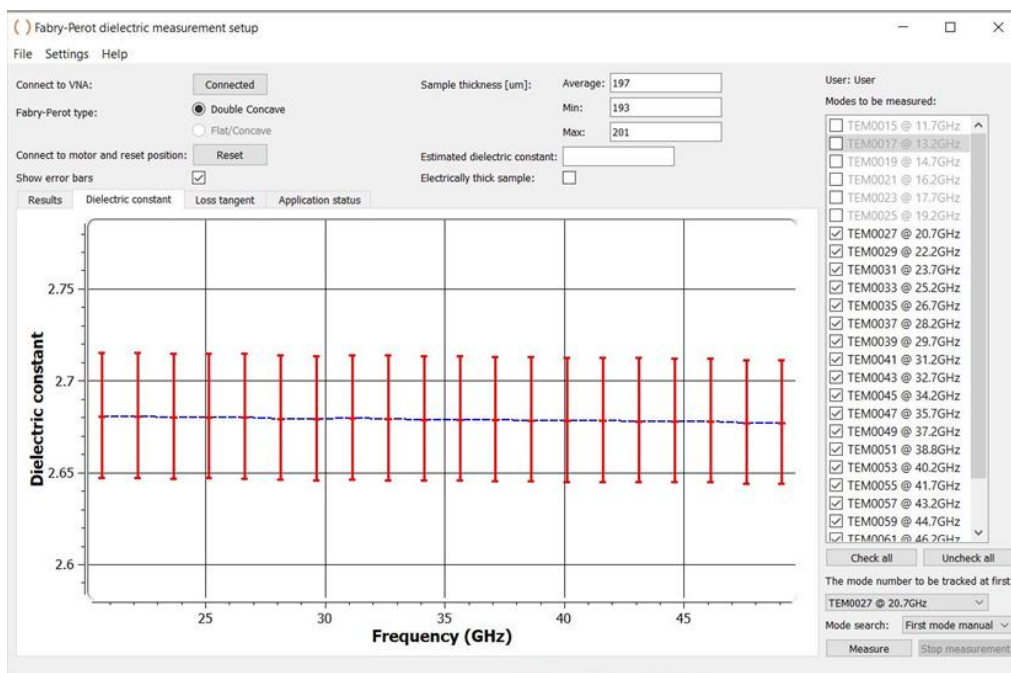 Fabry-Perot dielectric measurement setup
File Settings Help
Connect to VNA: Connected
Fabry-Perot type: Double Concave
Flat/Concave
Connect to motor and reset position: Reset
Show error bars
Sample thickness [um]: Average: 197
Min: 193
Max: 201
Estimated dielectric constant:
Electrically thick sample:
User: User
Modes to be measured:
TEM0015 @ 11.7GHz
TEM0017 @ 13.2GHz
TEM0019 @ 14.7GHz
TEM0021 @ 16.2GHz
TEM0023 @ 17.7GHz
TEM0025 @ 19.2GHz
TEM0027 @ 20.7GHz
TEM0029 @ 22.2GHz
TEM0031 @ 23.7GHz
TEM0033 @ 25.2GHz
TEM0035 @ 26.7GHz
TEM0037 @ 28.2GHz
TEM0039 @ 29.7GHz
TEM0041 @ 31.2GHz
TEM0043 @ 32.7GHz
TEM0045 @ 34.2GHz
TEM0047 @ 35.7GHz
TEM0049 @ 37.2GHz
TEM0051 @ 38.8GHz
TEM0053 @ 40.2GHz
TEM0055 @ 41.7GHz
TEM0057 @ 43.2GHz
TEM0059 @ 44.7GHz
TEM0061 @ 46.2GHz
Check all Uncheck all
The mode number to be tracked at first
TEM0027 @ 20.7GHz
Mode search: First mode manual
Measure Stop measurement
Results Dielectric constant Loss tangent Application status
Dielectric constant
2.75
2.7
2.65
2.6
25 30 35 40 45
Frequency (GHz)